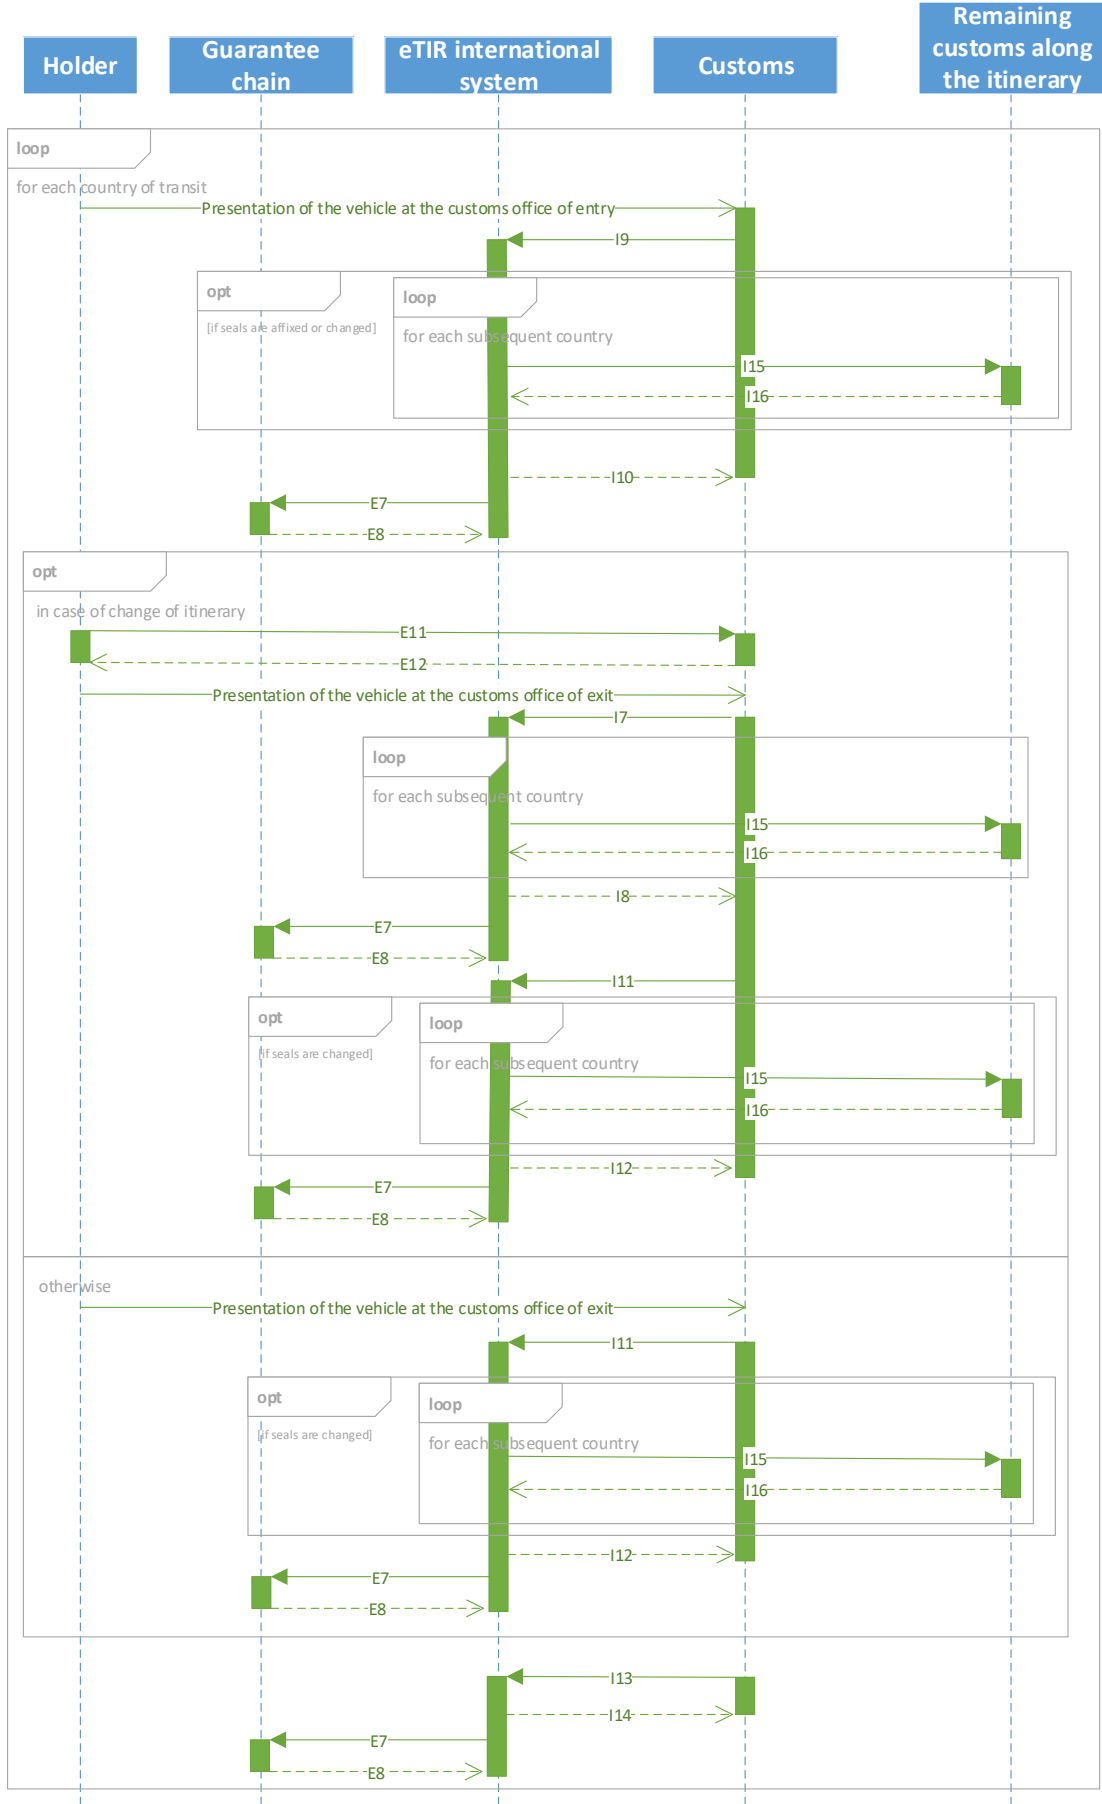 Holder
Guarantee
chain
eTIR international
system
Customs
Remaining
customs along
the itinerary
loop
for each country of transit
Presentation of the vehicle at the customs office of entry
I9
opt
[if seals are affixed or changed]
loop
for each subsequent country
I15
I16
I10
E7
E8
opt
in case of change of itinerary
E11
E12
Presentation of the vehicle at the customs office of exit
I7
loop
for each subsequent country
I15
I16
I8
E7
E8
I11
opt
[if seals are changed]
loop
for each subsequent country
I15
I16
I12
E7
E8
otherwise
Presentation of the vehicle at the customs office of exit
I11
opt
[if seals are changed]
loop
for each subsequent country
I15
I16
I12
E7
E8
I13
I14
E7
E8